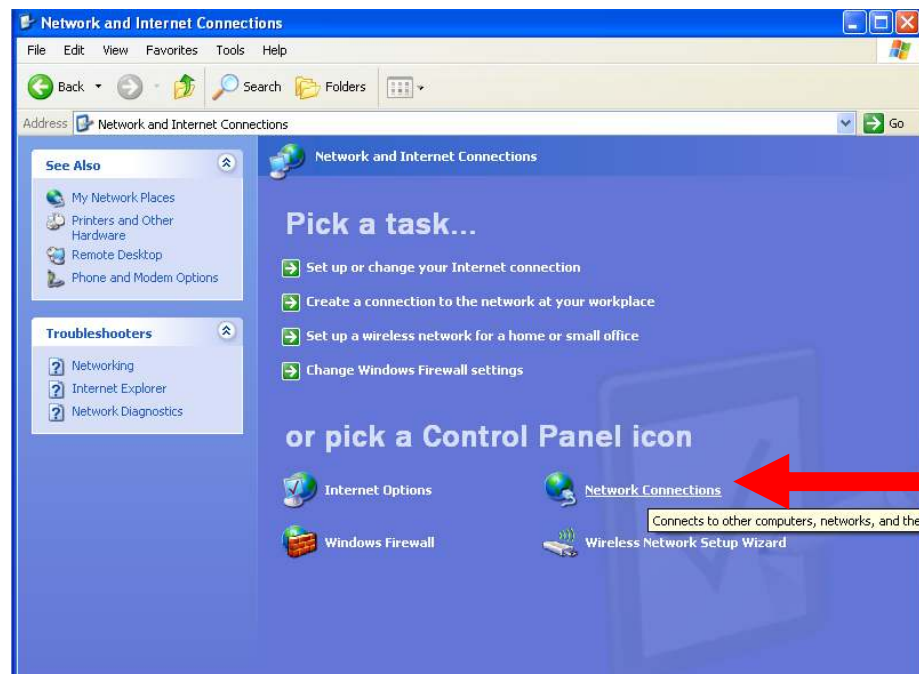 Network and Internet Connections
File Edit View Favorites Tools Help
Back Search Folders
Address Network and Internet Connections Go
See Also
My Network Places
Printers and Other
Hardware
Remote Desktop
Phone and Modem Options
Troubleshooters
Networking
Internet Explorer
Network Diagnostics
Network and Internet Connections
Pick a task...
Set up or change your Internet connection
Create a connection to the network at your workplace
Set up a wireless network for a home or small office
Change Windows Firewall settings
or pick a Control Panel icon
Internet Options
Network Connections
Connects to other computers, networks, and the
Windows Firewall
Wireless Network Setup Wizard